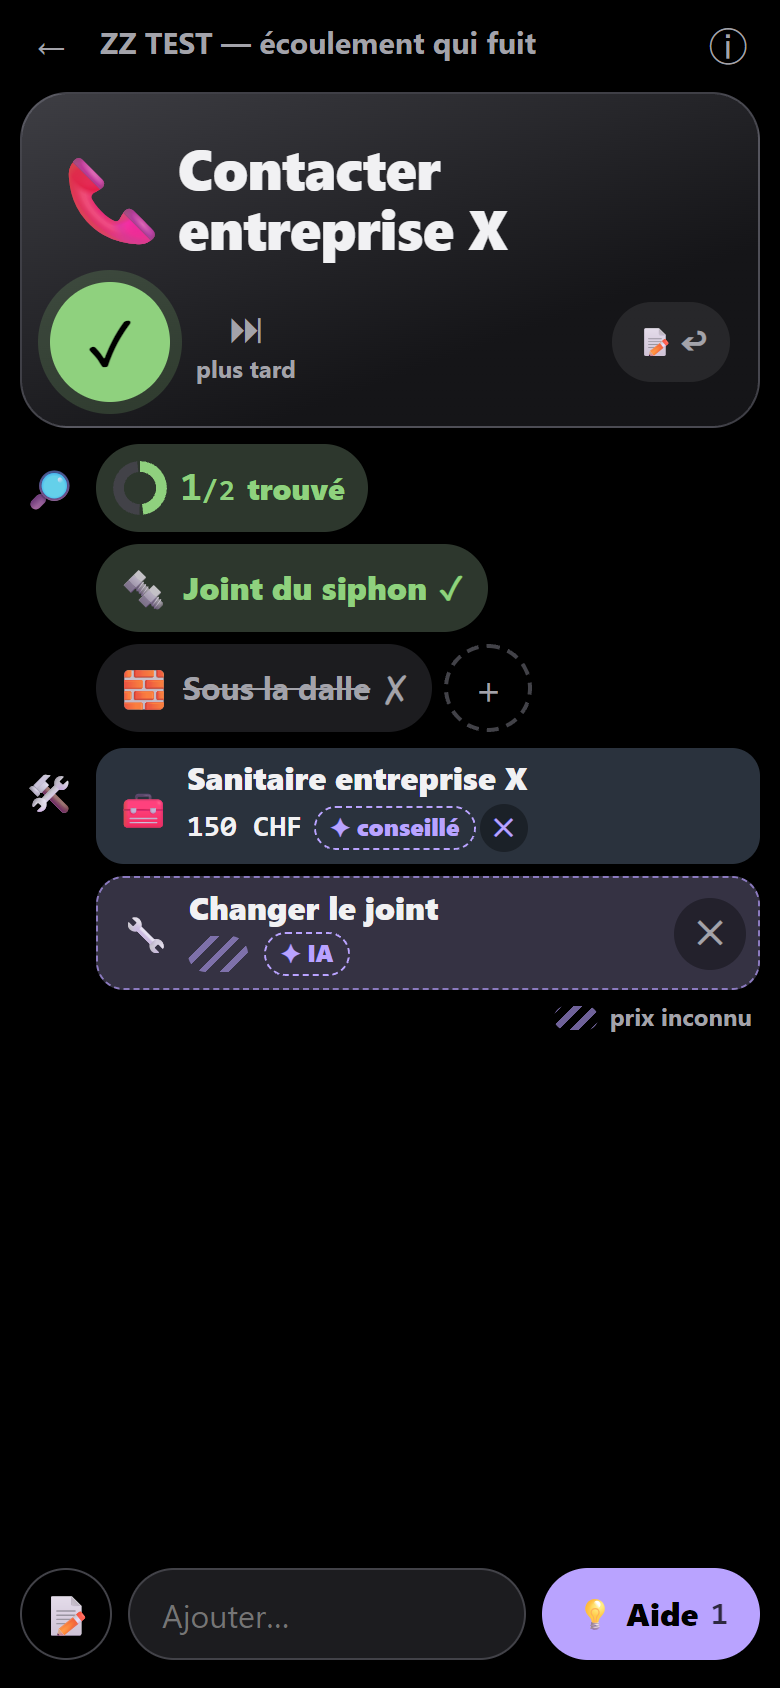 ← ZZ TEST — écoulement qui fuit ⓘ
Contacter
entreprise X
✓
plus tard
1/2 trouvé
Joint du siphon ✓
Sous la dalle ✗
+
Sanitaire entreprise X
150 CHF ✦ conseillé ×
Changer le joint
✦ IA ×
prix inconnu
Ajouter...
Aide 1